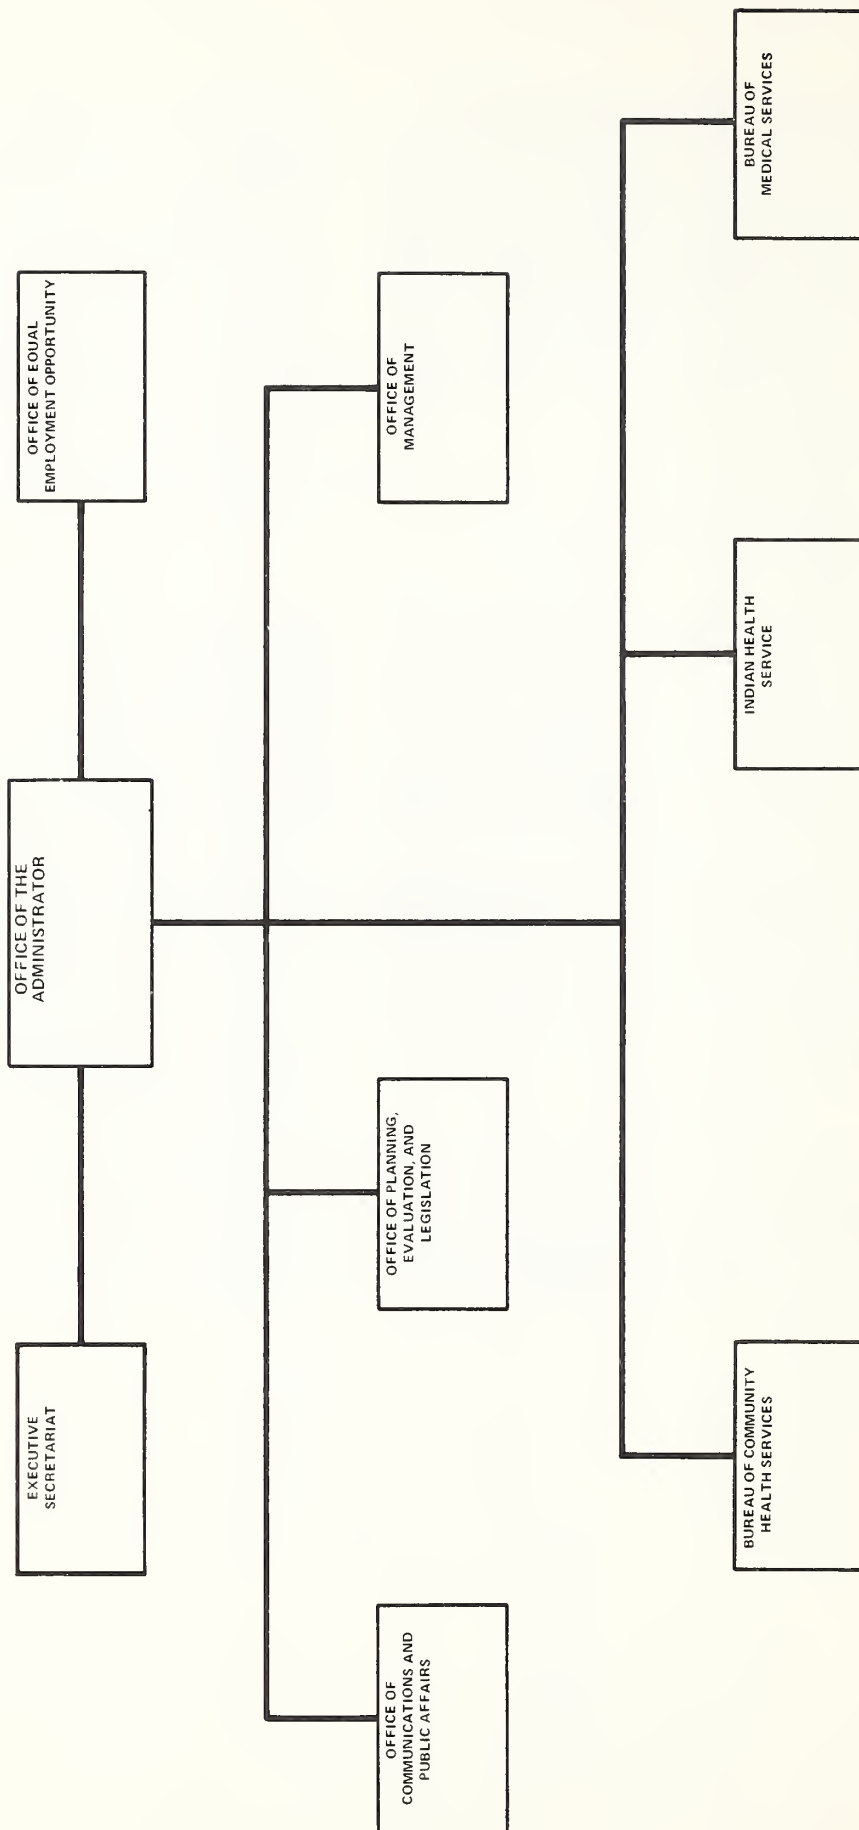 EXECUTIVE
SECRETARIAT
OFFICE OF THE
ADMINISTRATOR
OFFICE OF EQUAL
EMPLOYMENT OPPORTUNITY
OFFICE OF
COMMUNICATIONS AND
PUBLIC AFFAIRS
OFFICE OF PLANNING,
EVALUATION, AND
LEGISLATION
OFFICE OF
MANAGEMENT
BUREAU OF COMMUNITY
HEALTH SERVICES
INDIAN HEALTH
SERVICE
BUREAU OF
MEDICAL SERVICES